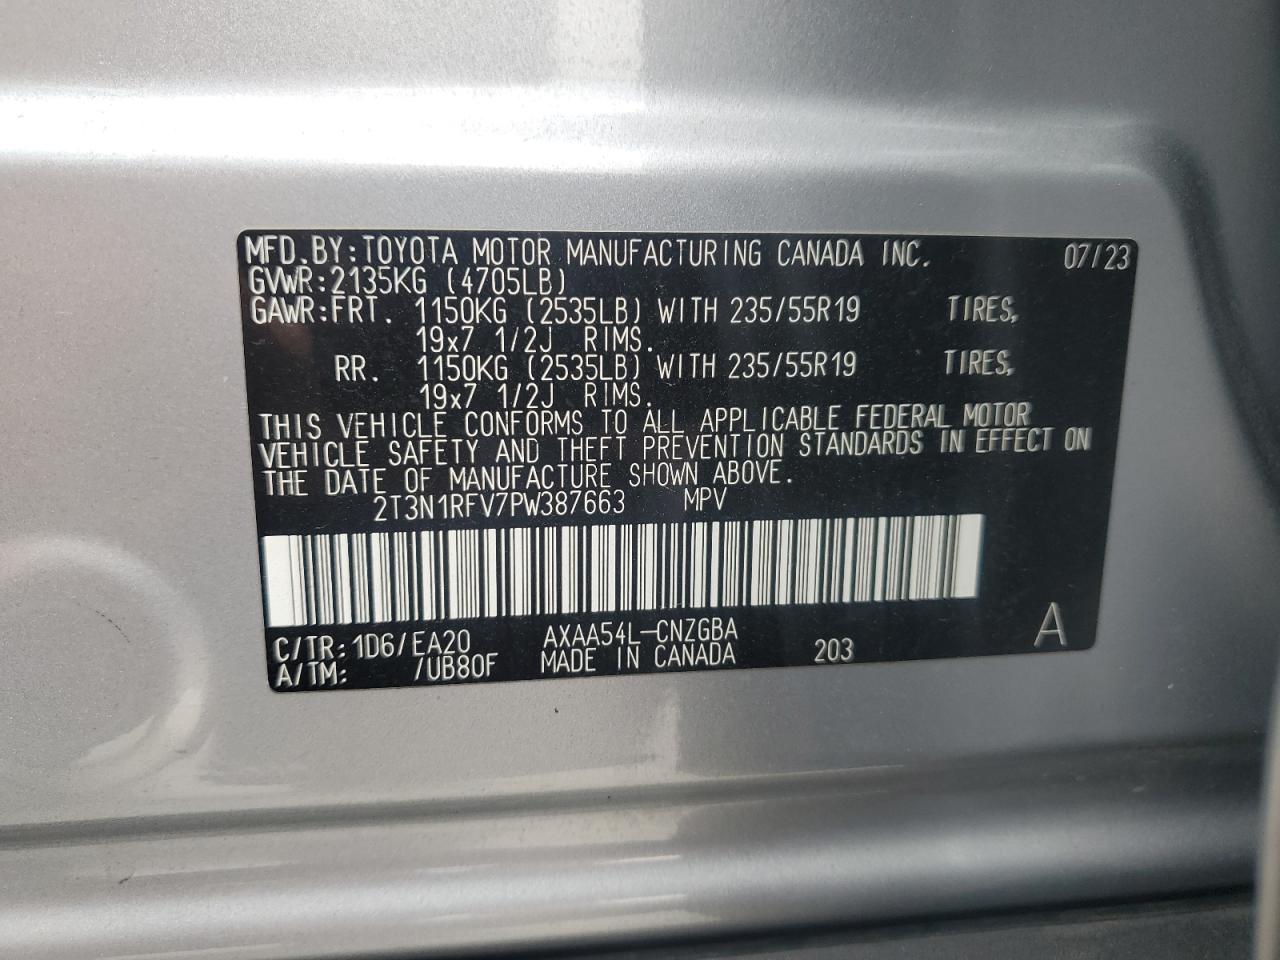 MFD.BY:TOYOTA MOTOR MANUFACTURING CANADA INC. 07/23
GVWR:2135KG (4705LB)
GAWR:FRT. 1150KG (2535LB) WITH 235/55R19 TIRES,
19x7 1/2J RIMS.
RR. 1150KG (2535LB) WITH 235/55R19 TIRES,
19x7 1/2J RIMS.
THIS VEHICLE CONFORMS TO ALL APPLICABLE FEDERAL MOTOR
VEHICLE SAFETY AND THEFT PREVENTION STANDARDS IN EFFECT ON
THE DATE OF MANUFACTURE SHOWN ABOVE.
2T3N1RFV7PW387663 MPV
C/TR:1D6/EA20 AXAA54L-CNZGBA A
A/TM: /UB80F MADE IN CANADA 203